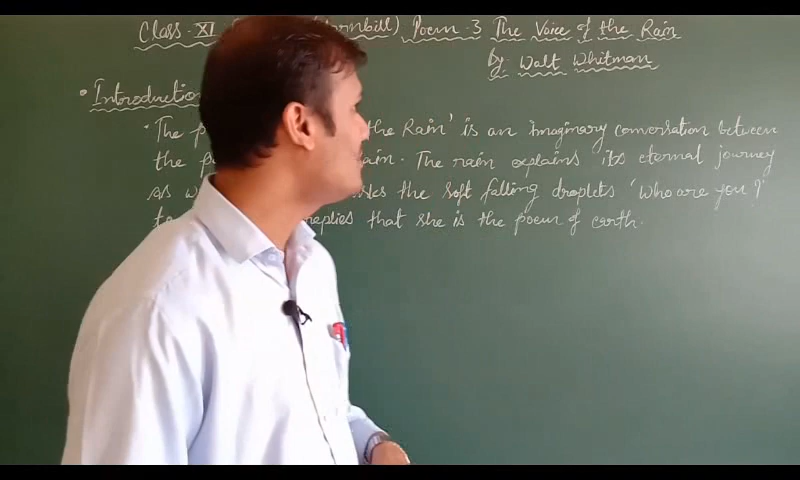 Class - XI (Hornbill) Poem - 3 The Voice of the Rain
by Walt Whitman
• Introduction
• The the Rain' is an imaginary conversation between
the Rain. The rain explains its eternal journey
as asks the soft falling droplets 'Who are you?'
replies that she is the poem of earth.